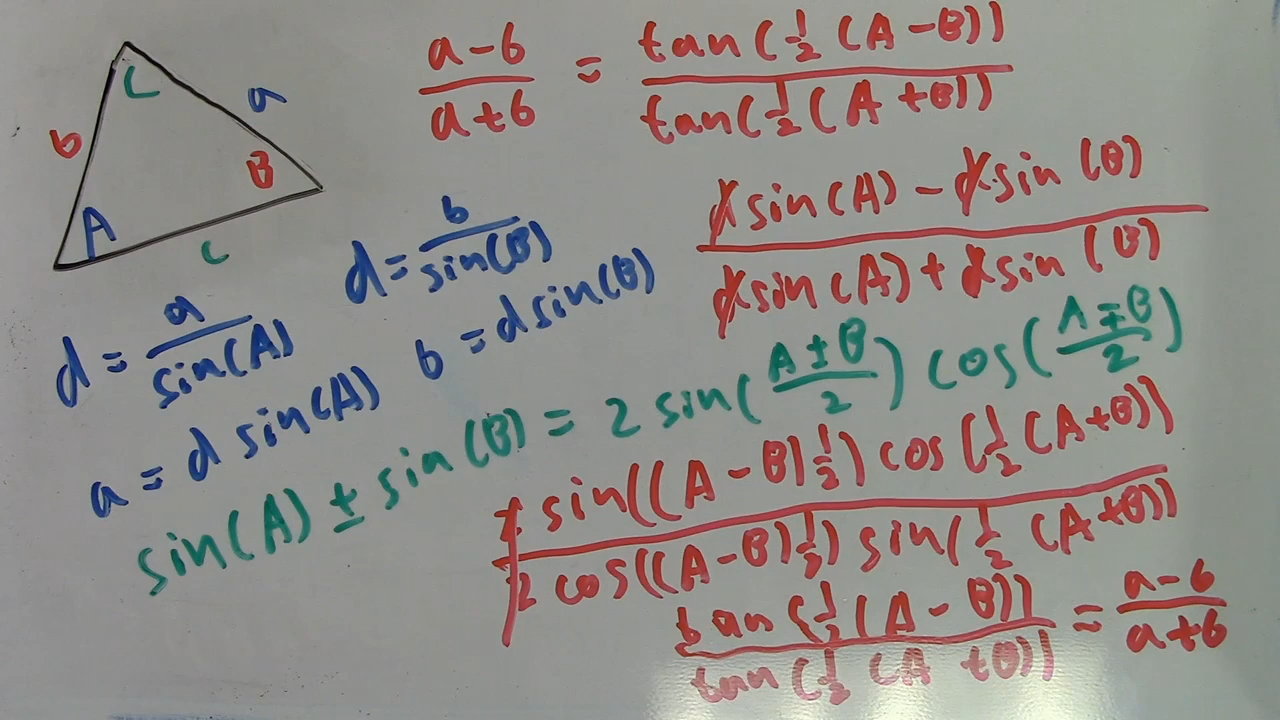 C
a
b
B
A
c
(a-b)/(a+b) = tan(½(A-B))/tan(½(A+B))
(d sin(A) - d sin(B))/(d sin(A) + d sin(B))
d = a/sin(A)
d = b/sin(B)
a = d sin(A)
b = d sin(B)
sin(A) ± sin(B) = 2 sin((A±B)/2) cos((A∓B)/2)
(2 sin((A-B)½) cos(½(A+B)))/(2 cos((A-B)½) sin(½(A+B)))
tan(½(A-B))/tan(½(A+B)) = (a-b)/(a+b)